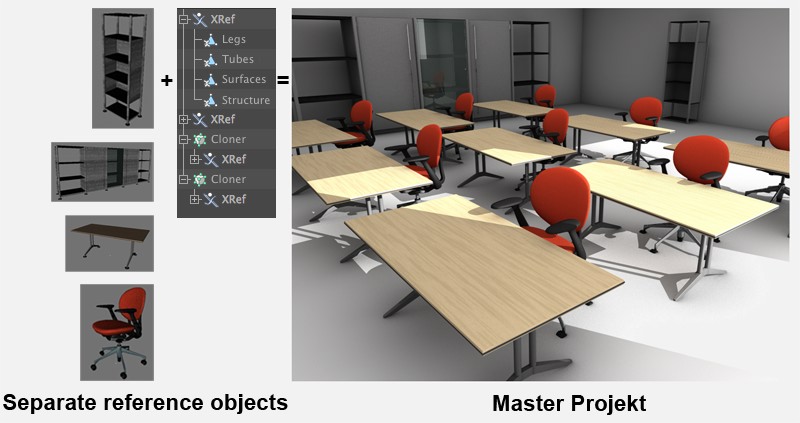 XRef
Legs
Tubes
Surfaces
Structure
XRef
Cloner
XRef
Cloner
XRef
+
=
Separate reference objects
Master Projekt